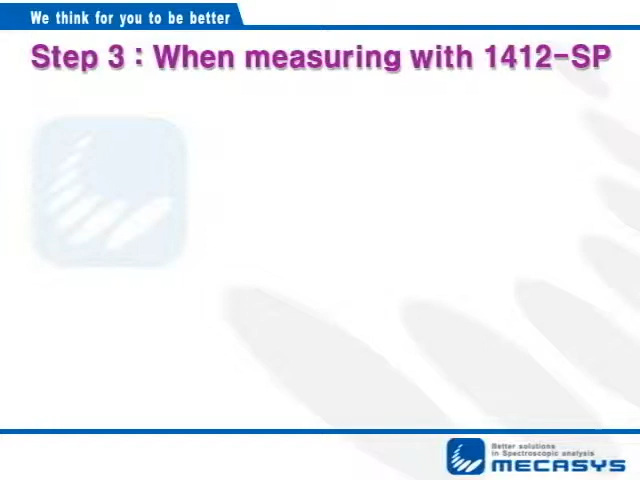 We think for you to be better
Step 3 : When measuring with 1412-SP
Better solutions
in Spectroscopic analysis
MECASYS